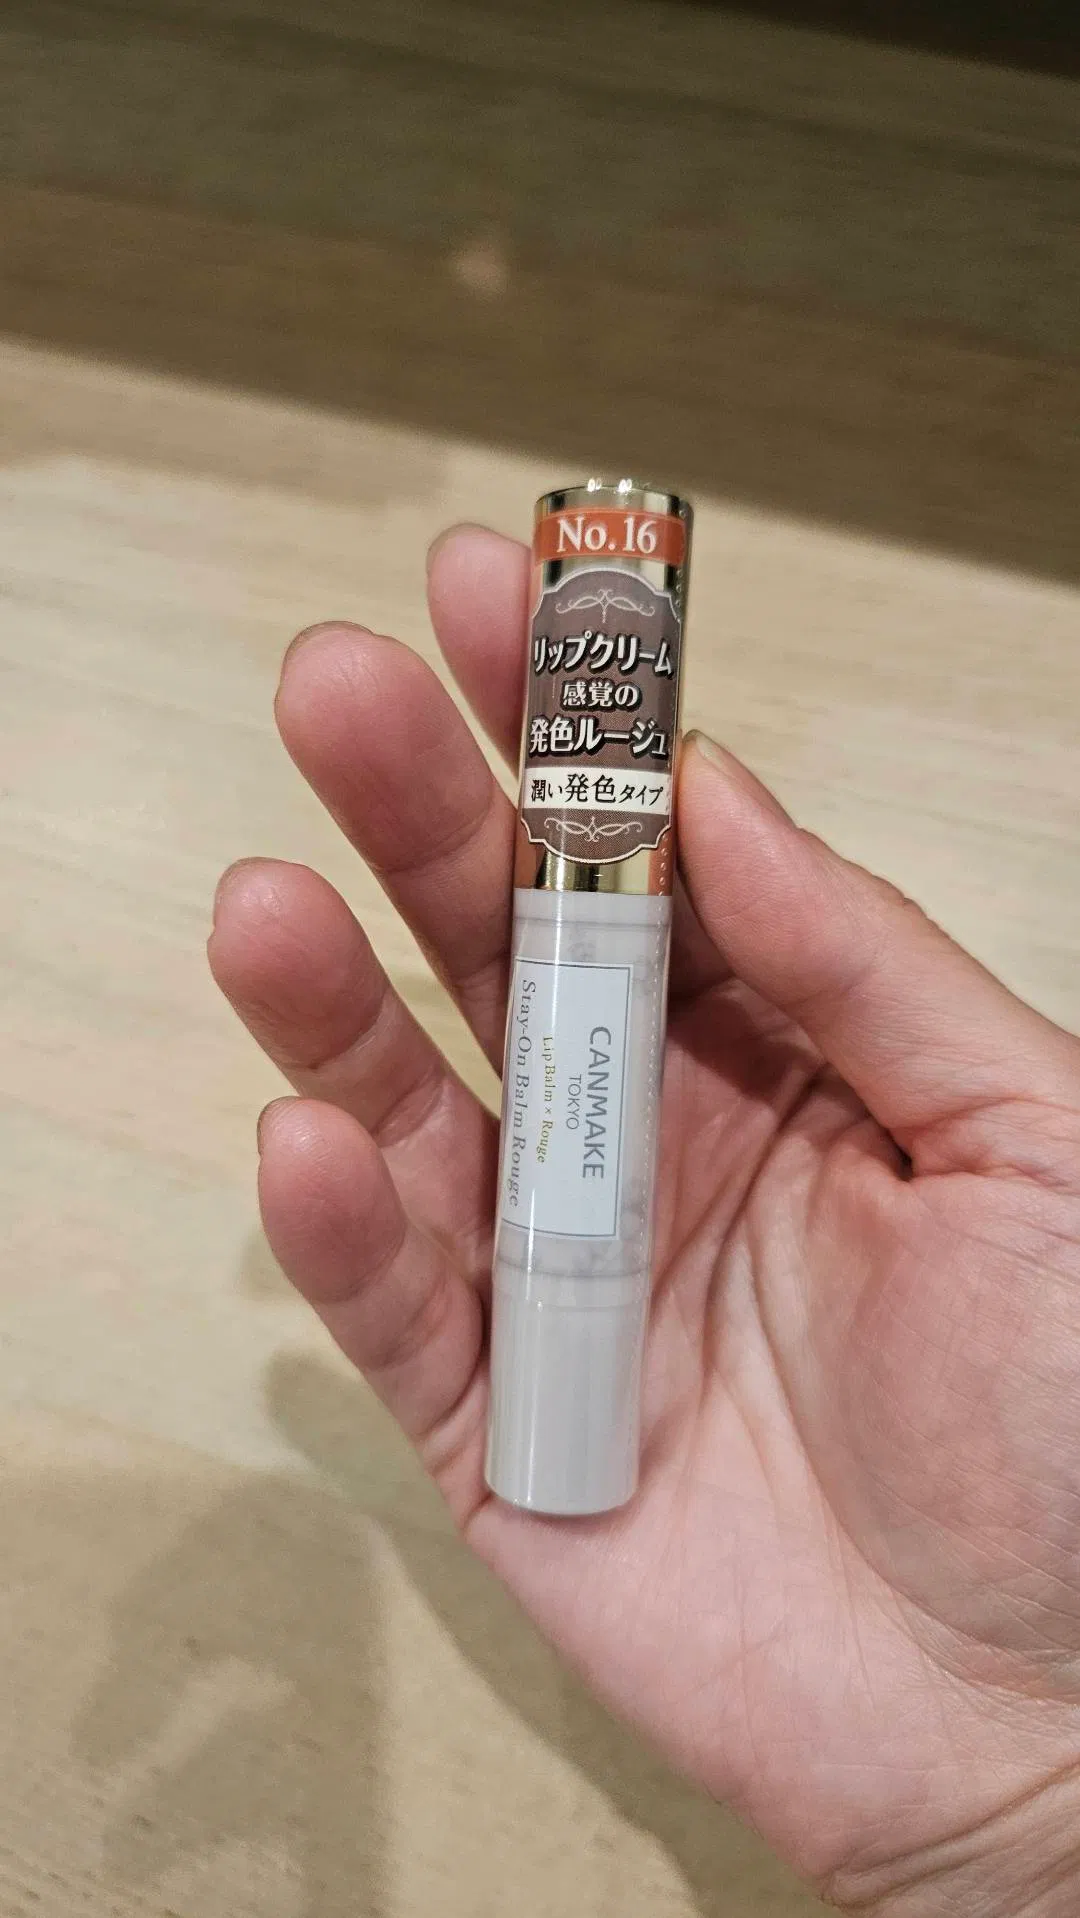 No.16
リップクリーム
感覚の
発色ルージュ
潤い発色タイプ
CANMAKE
TOKYO
Lip Balm × Rouge
Stay-On Balm Rouge